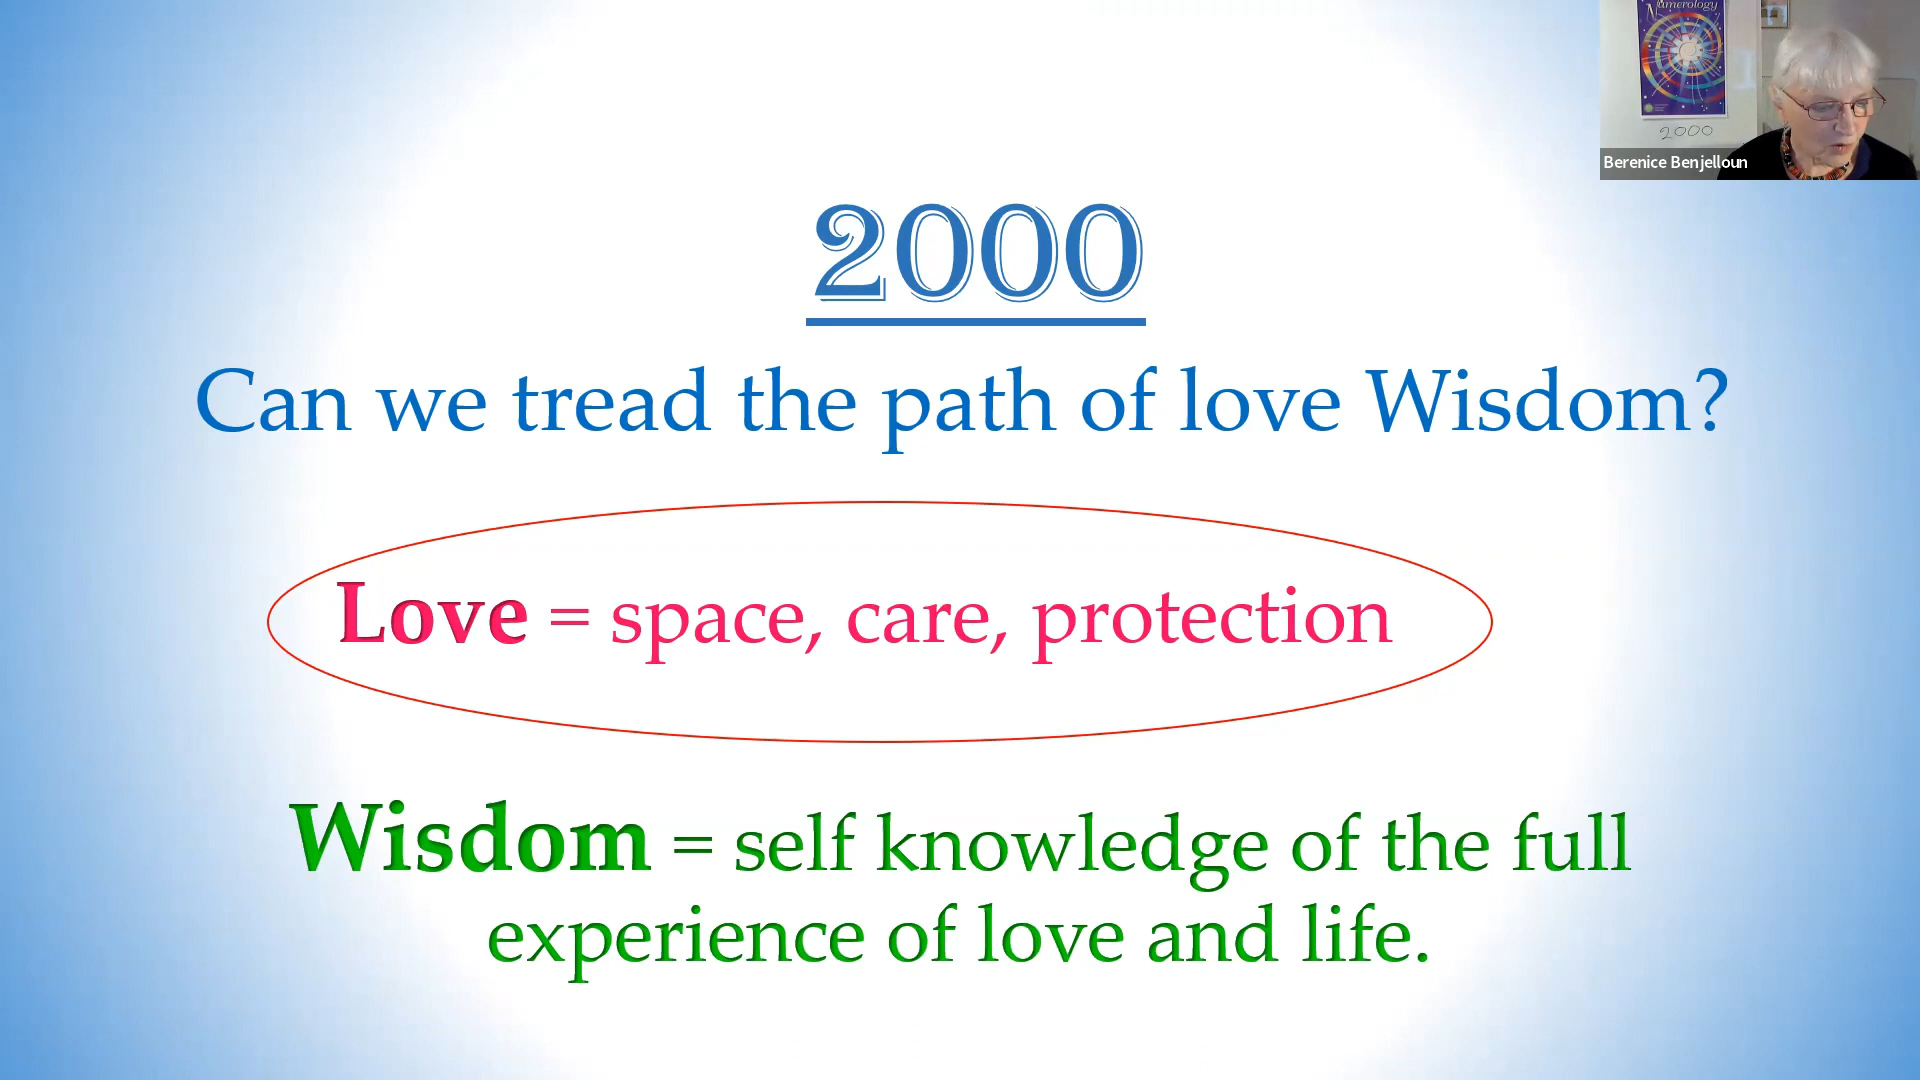 Numerology
2000
Berenice Benjelloun
2000
Can we tread the path of love Wisdom?
Love = space, care, protection
Wisdom = self knowledge of the full
experience of love and life.